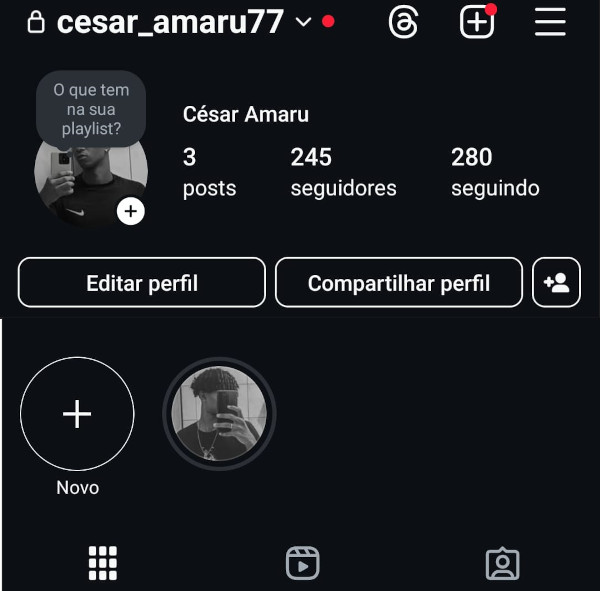 cesar_amaru77
O que tem
na sua
playlist?
César Amaru
3
posts
245
seguidores
280
seguindo
Editar perfil
Compartilhar perfil
Novo